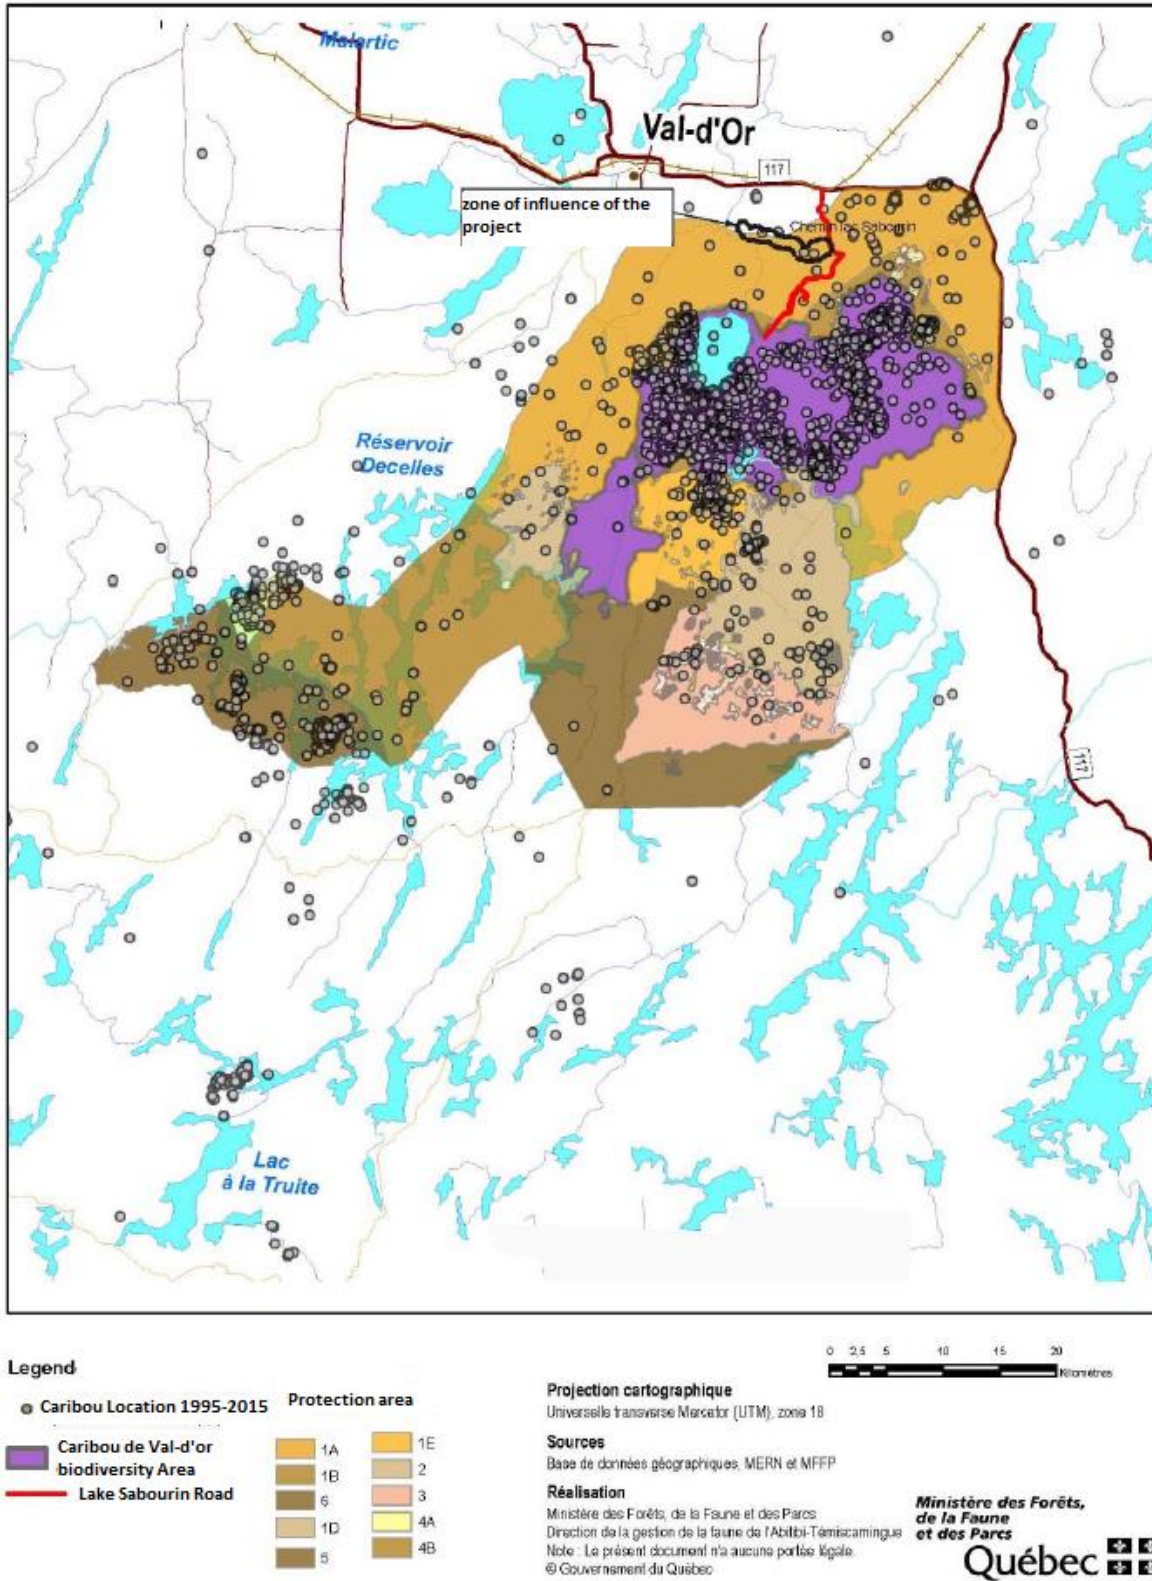 Malartic
Val-d'Or
117
zone of influence of the
project
Chemin lac Sabourin
Réservoir
Decelles
117
Lac
à la Truite
Legend
Caribou Location 1995-2015
Caribou de Val-d'or
biodiversity Area
Lake Sabourin Road
Protection area
1A
1B
6
1D
5
1E
2
3
4A
4B
0 2,5 5 10 15 20
Kilomètres
Projection cartographique
Universelle transverse Mercator (UTM), zone 18
Sources
Base de données géographiques, MERN et MFFP
Réalisation
Ministère des Forêts, de la Faune et des Parcs
Direction de la gestion de la faune de l'Abitibi-Témiscamingue
Note : Le présent document n'a aucune portée légale.
© Gouvernement du Québec
Ministère des Forêts,
de la Faune
et des Parcs
Québec